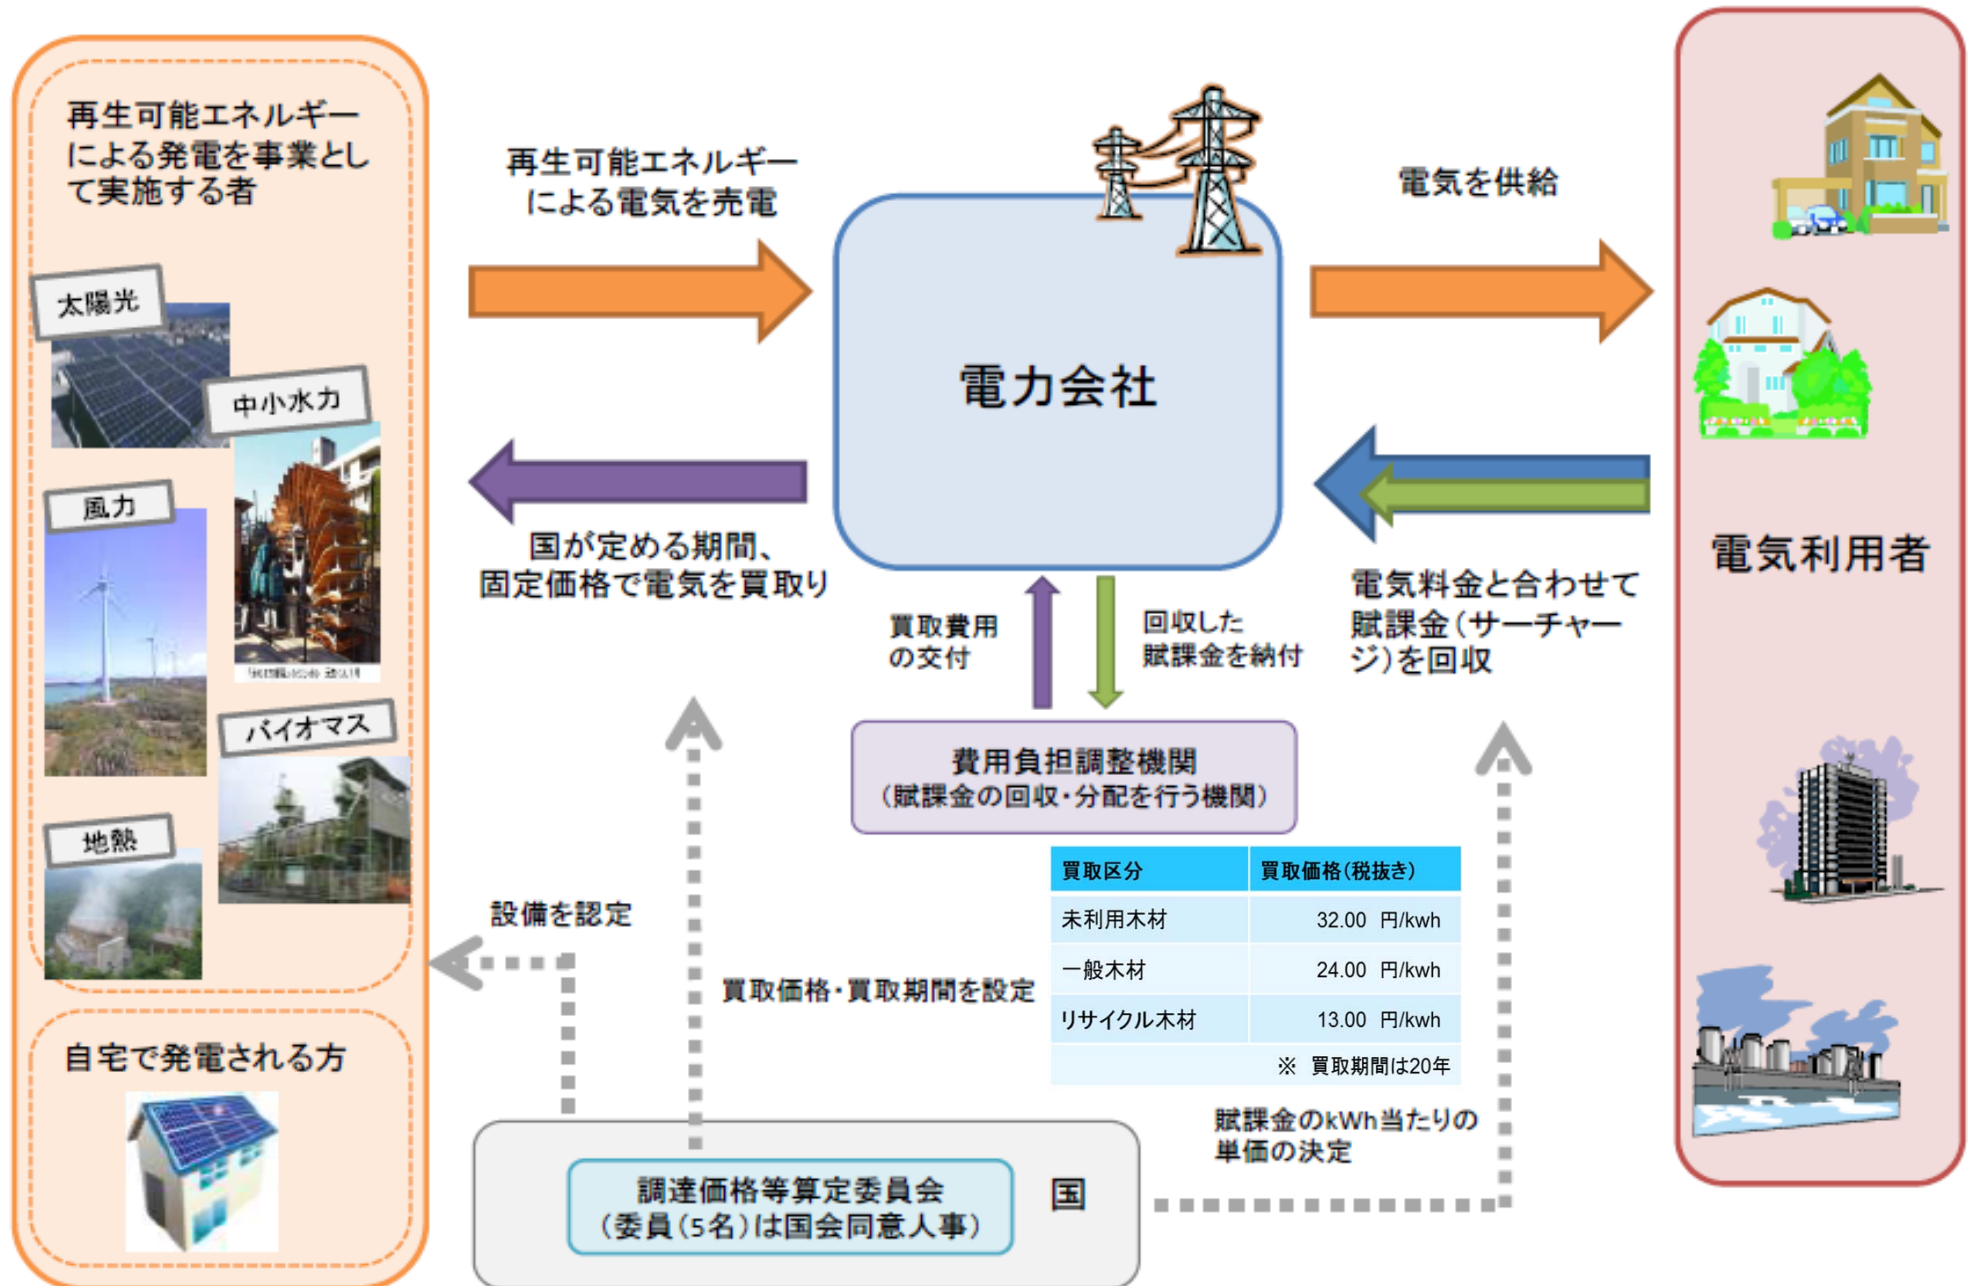 再生可能エネルギー
による発電を事業とし
て実施する者
太陽光
中小水力
風力
バイオマス
地熱
自宅で発電される方
再生可能エネルギー
による電気を売電
国が定める期間、
固定価格で電気を買取り
電力会社
電気を供給
電気料金と合わせて
賦課金(サーチャー
ジ)を回収
電気利用者
買取費用
の交付
回収した
賦課金を納付
費用負担調整機関
(賦課金の回収・分配を行う機関)
設備を認定
買取価格・買取期間を設定
買取区分 買取価格(税抜き)
未利用木材 32.00 円/kwh
一般木材 24.00 円/kwh
リサイクル木材 13.00 円/kwh
※ 買取期間は20年
賦課金のkWh当たりの
単価の決定
調達価格等算定委員会
(委員(5名)は国会同意人事)
国